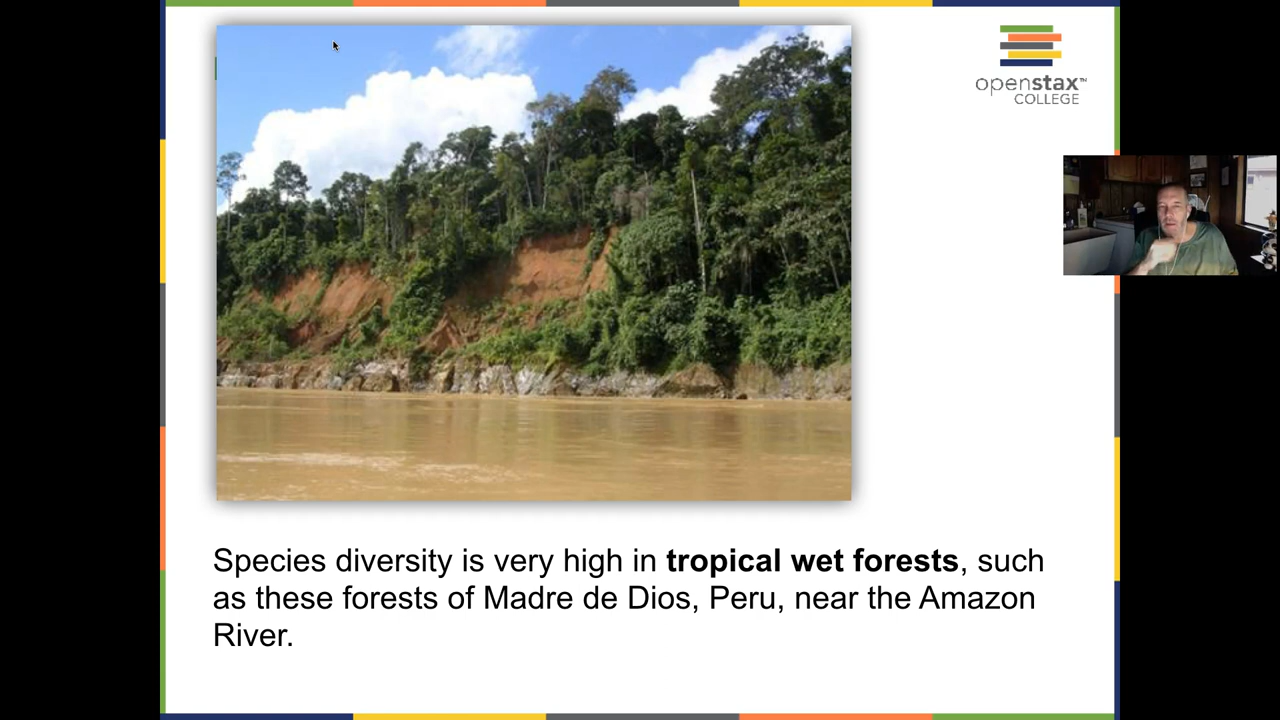 openstax™
COLLEGE
Species diversity is very high in tropical wet forests, such
as these forests of Madre de Dios, Peru, near the Amazon
River.